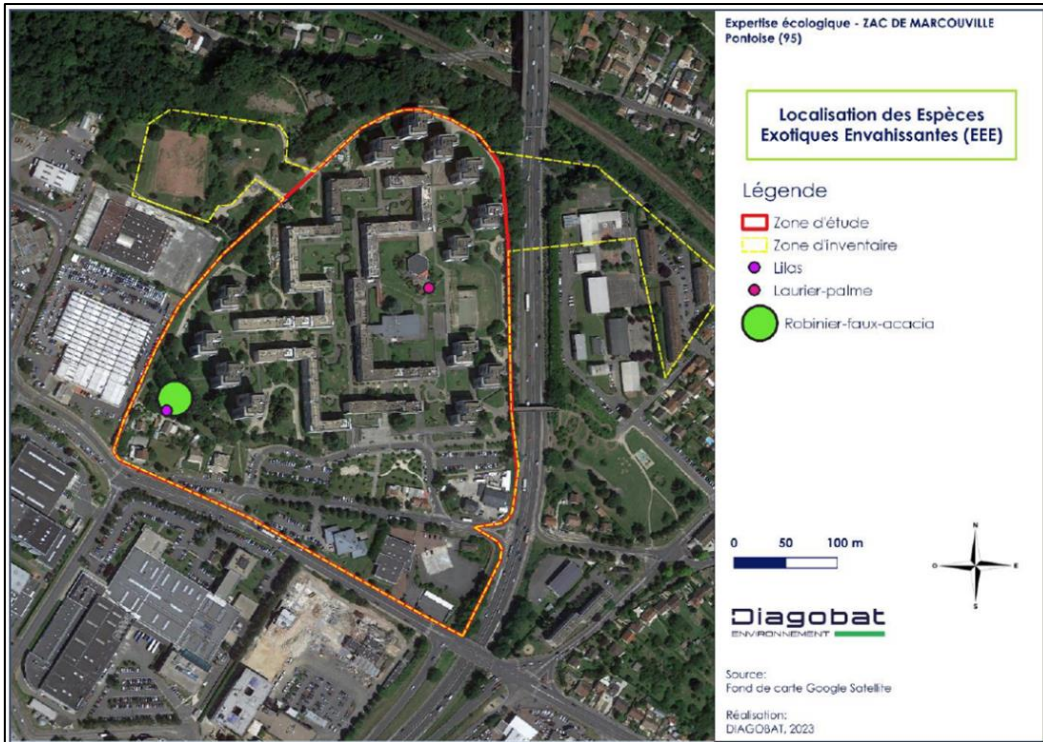 Expertise écologique - ZAC DE MARCOUVILLE
Pontoise (95)
Localisation des Espèces
Exotiques Envahissantes (EEE)
Légende
Zone d'étude
Zone d'inventaire
Lilas
Laurier-palme
Robinier-faux-acacia
0 50 100 m
N
O E
S
Diagobat
ENVIRONNEMENT
Source:
Fond de carte Google Satellite
Réalisation:
DIAGOBAT, 2023